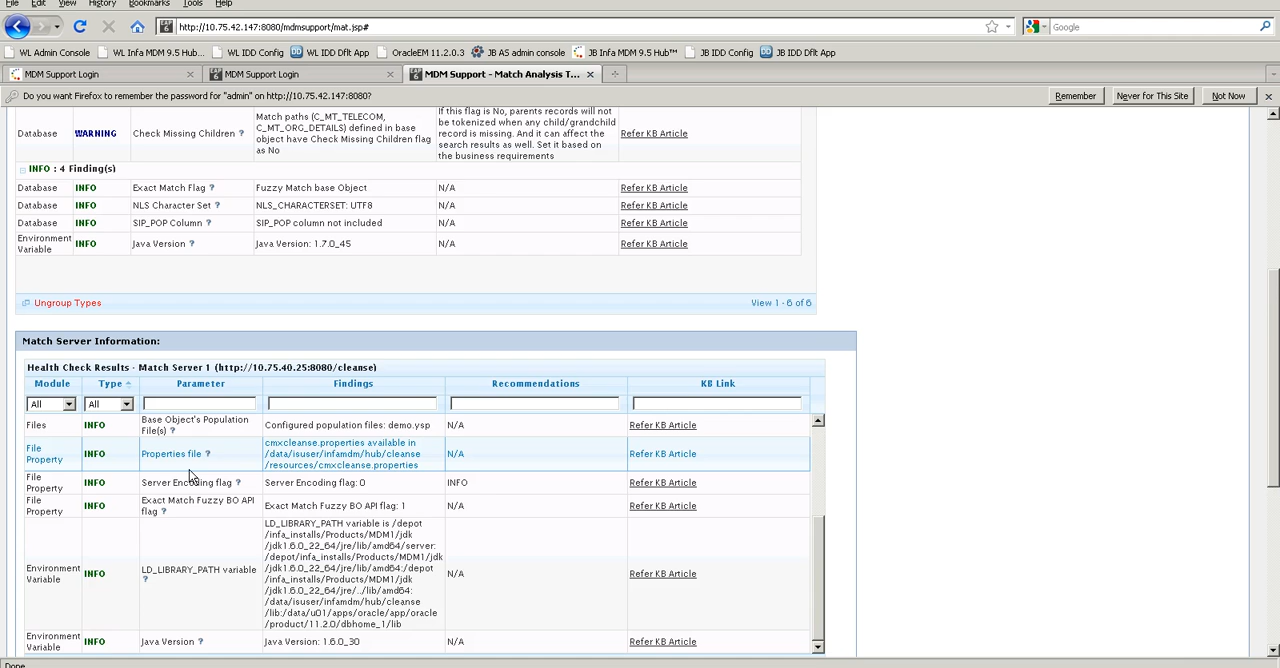 File Edit View History Bookmarks Tools Help
http://10.75.42.147:8080/mdmsupport/mat.jsp#
Google
WL Admin Console WL Infa MDM 9.5 Hub... WL IDD Config WL IDD Dflt App OracleEM 11.2.0.3 JB AS admin console JB Infa MDM 9.5 Hub™ JB IDD Config JB IDD Dflt App
MDM Support Login MDM Support Login MDM Support - Match Analysis T...
Do you want Firefox to remember the password for "admin" on http://10.75.42.147:8080? Remember Never for This Site Not Now
Database WARNING Check Missing Children ? Match paths (C_MT_TELECOM, C_MT_ORG_DETAILS) defined in base object have Check Missing Children flag as No If this flag is No, parents records will not be tokenized when any child/grandchild record is missing. And it can affect the search results as well. Set it based on the business requirements Refer KB Article
INFO : 4 Finding(s)
Database INFO Exact Match Flag ? Fuzzy Match base Object N/A Refer KB Article
Database INFO NLS Character Set ? NLS_CHARACTERSET: UTF8 N/A Refer KB Article
Database INFO SIP_POP Column ? SIP_POP column not included N/A Refer KB Article
Environment Variable INFO Java Version ? Java Version: 1.7.0_45 N/A Refer KB Article
Ungroup Types View 1 - 6 of 6
Match Server Information:
Health Check Results - Match Server 1 (http://10.75.40.25:8080/cleanse)
Module Type Parameter Findings Recommendations KB Link
All All
Files INFO Base Object's Population File(s) ? Configured population files: demo.ysp N/A Refer KB Article
File Property INFO Properties file ? cmxcleanse.properties available in /data/isuser/infamdm/hub/cleanse /resources/cmxcleanse.properties N/A Refer KB Article
File Property INFO Server Encoding flag ? Server Encoding flag: 0 INFO Refer KB Article
File Property INFO Exact Match Fuzzy BO API flag ? Exact Match Fuzzy BO API flag: 1 N/A Refer KB Article
Environment Variable INFO LD_LIBRARY_PATH variable ? LD_LIBRARY_PATH variable is /depot /infa_installs/Products/MDM1/jdk /jdk1.6.0_22_64/jre/lib/amd64/server: /depot/infa_installs/Products/MDM1/jdk /jdk1.6.0_22_64/jre/lib/amd64:/depot /infa_installs/Products/MDM1/jdk /jdk1.6.0_22_64/jre/../lib/amd64: /data/isuser/infamdm/hub/cleanse /lib:/data/u01/apps/oracle/app/oracle /product/11.2.0/dbhome_1/lib N/A Refer KB Article
Environment Variable INFO Java Version ? Java Version: 1.6.0_30 N/A Refer KB Article
Done